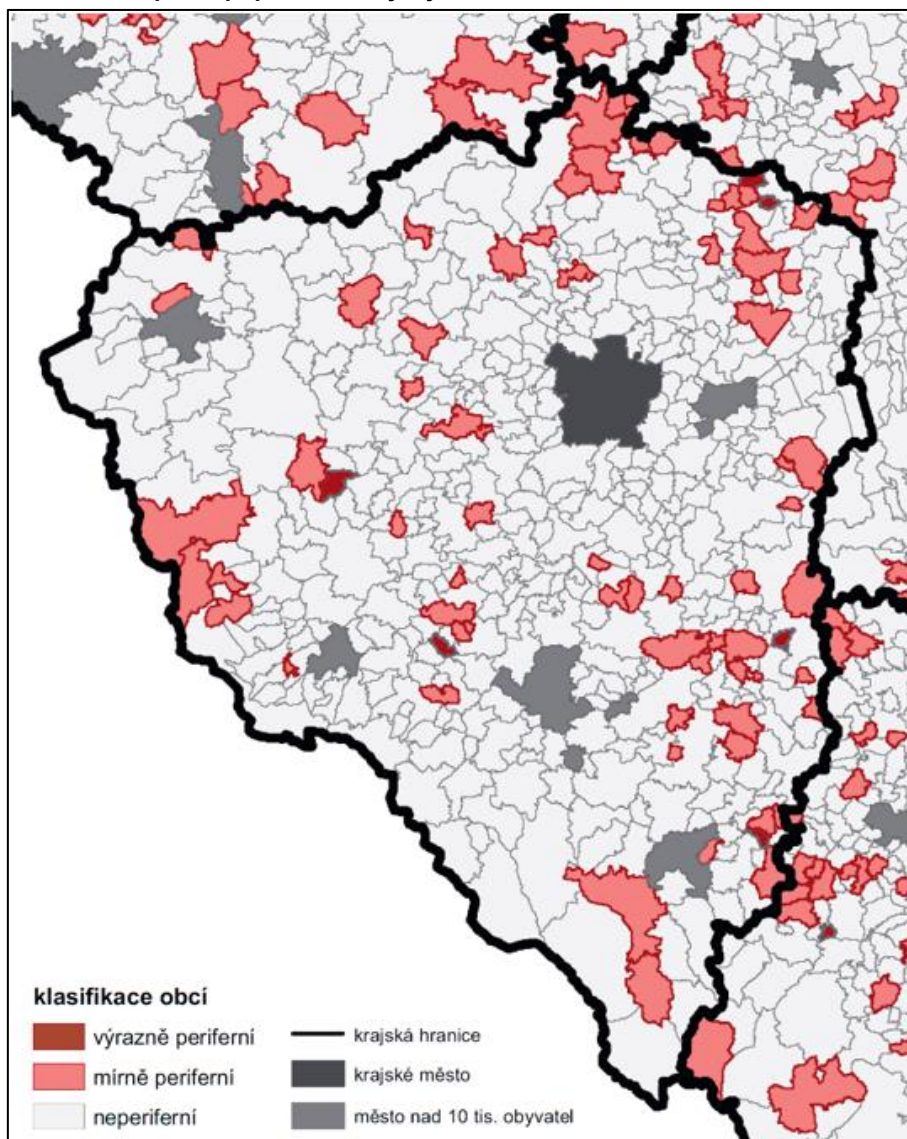 klasifikace obcí
výrazně periferní
mírně periferní
neperiferní
krajská hranice
krajské město
město nad 10 tis. obyvatel